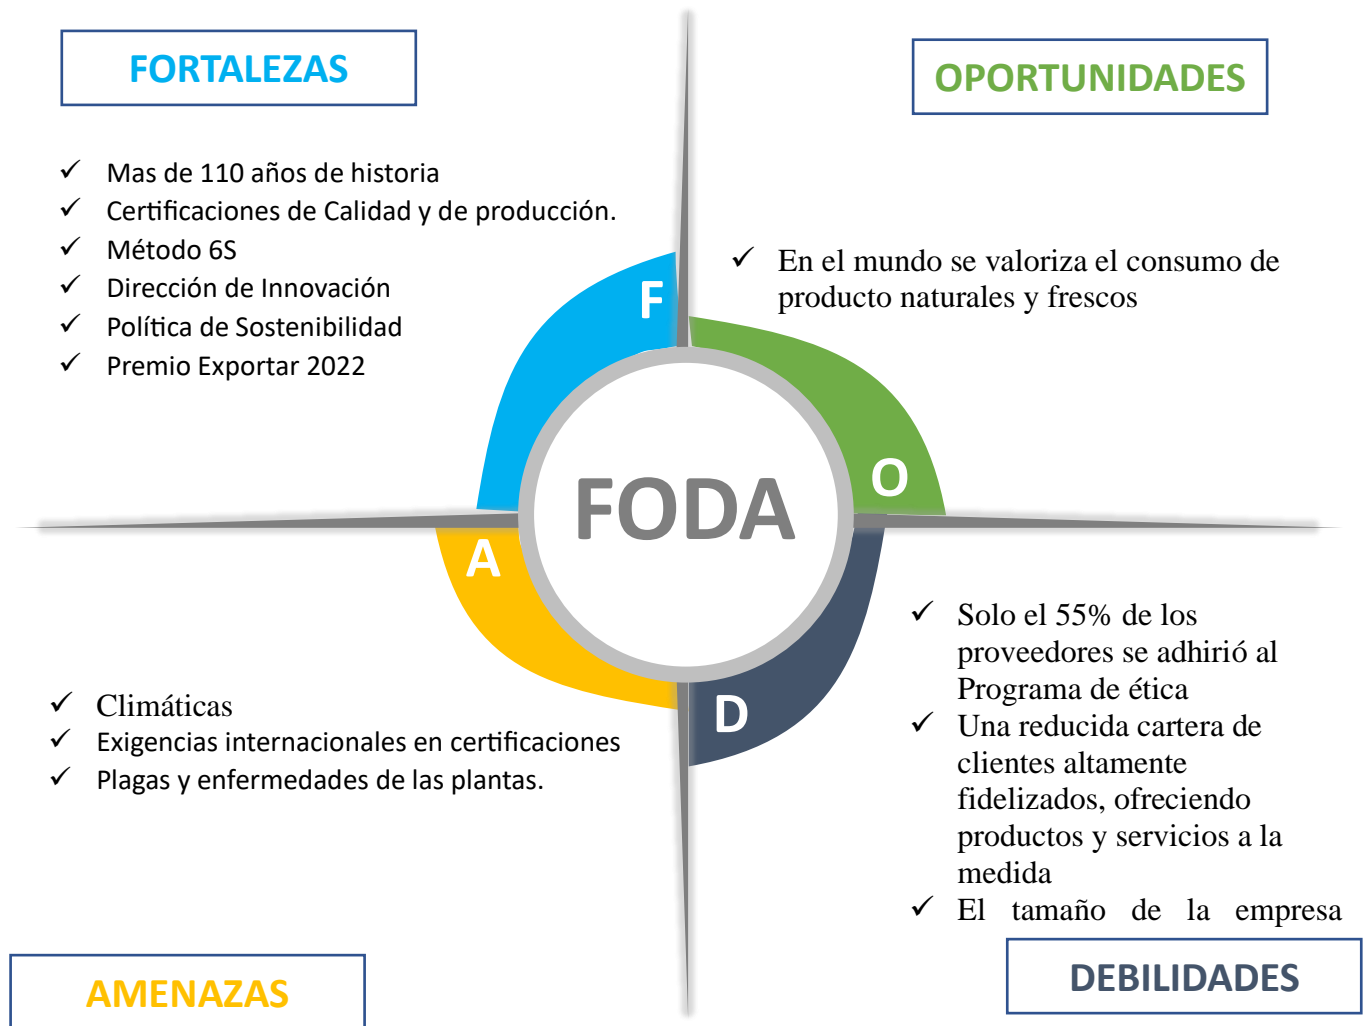 FORTALEZAS
✓ Mas de 110 años de historia
✓ Certificaciones de Calidad y de producción.
✓ Método 6S
✓ Dirección de Innovación
✓ Política de Sostenibilidad
✓ Premio Exportar 2022
OPORTUNIDADES
✓ En el mundo se valoriza el consumo de
producto naturales y frescos
F
O
FODA
A
D
✓ Climáticas
✓ Exigencias internacionales en certificaciones
✓ Plagas y enfermedades de las plantas.
AMENAZAS
✓ Solo el 55% de los
proveedores se adhirió al
Programa de ética
✓ Una reducida cartera de
clientes altamente
fidelizados, ofreciendo
productos y servicios a la
medida
✓ El tamaño de la empresa
DEBILIDADES